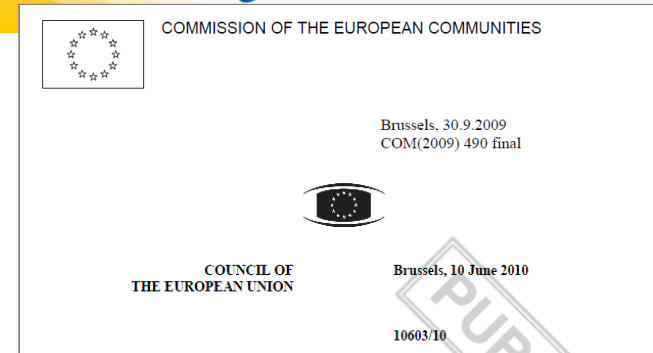 COMMISSION OF THE EUROPEAN COMMUNITIES
Brussels, 30.9.2009
COM(2009) 490 final
COUNCIL OF
THE EUROPEAN UNION
Brussels, 10 June 2010
10603/10